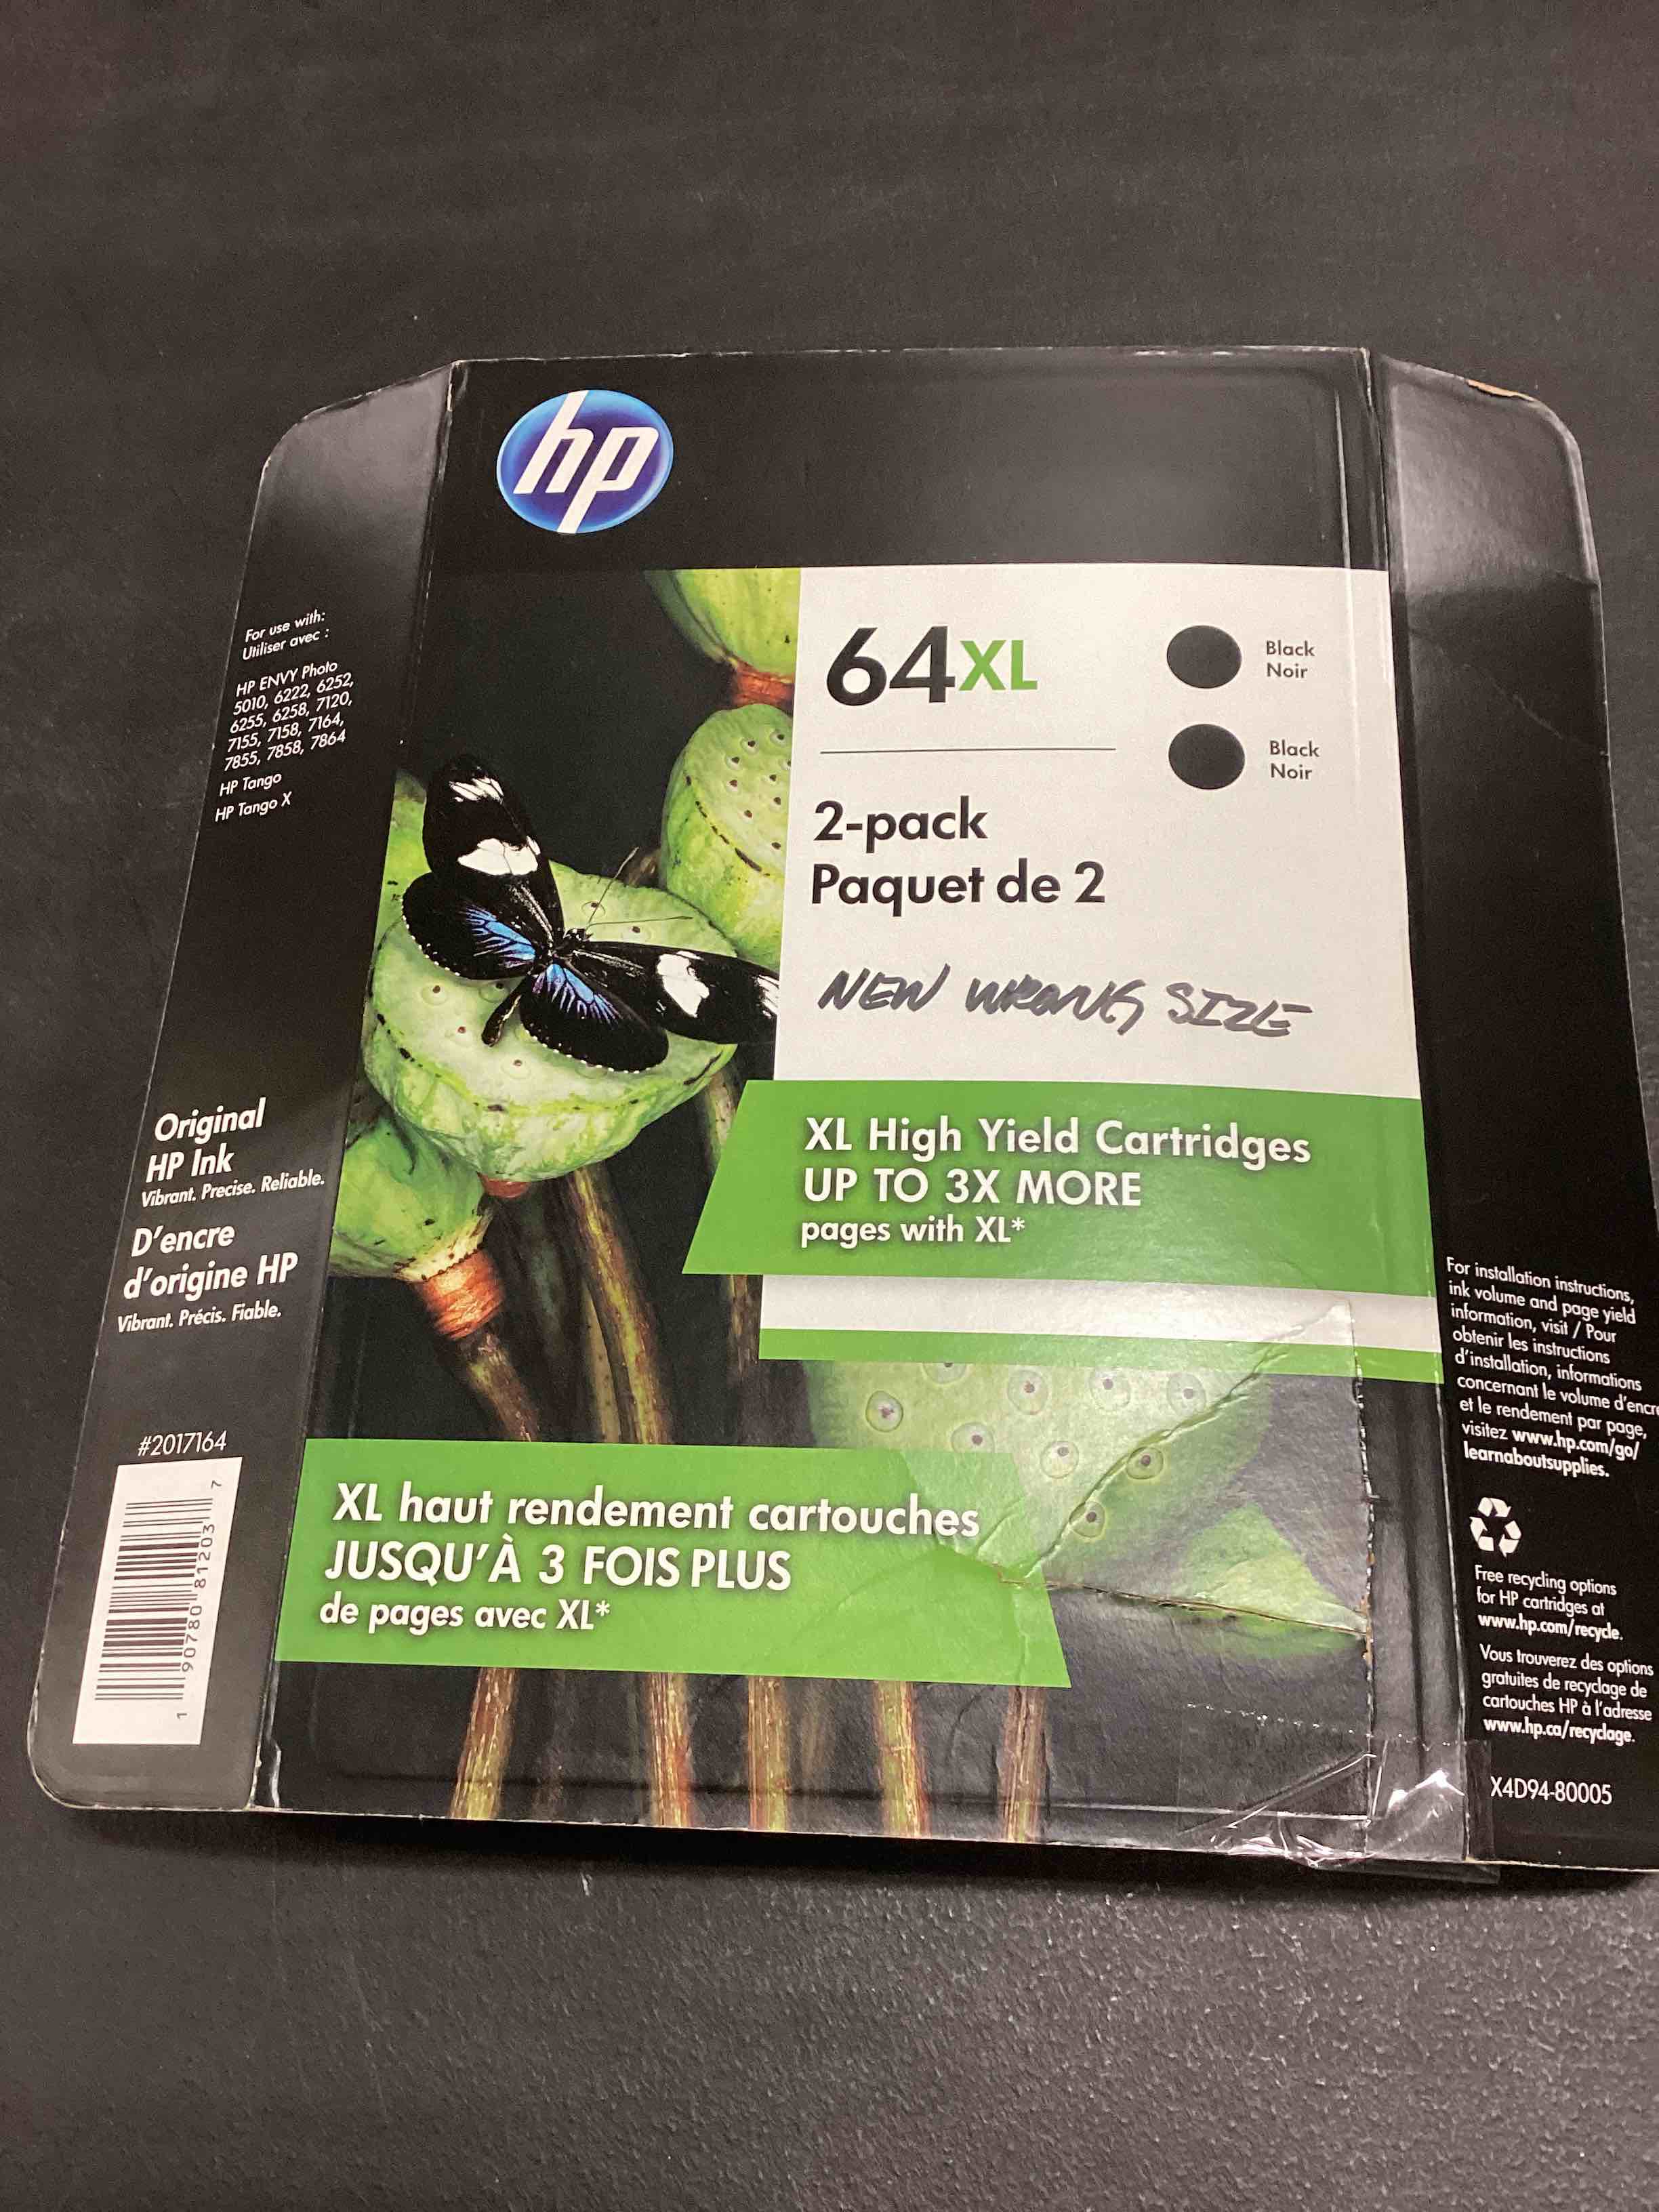 hp
For use with:
Utiliser avec :
HP ENVY Photo
5010, 6222, 6252,
6255, 6258, 7120,
7155, 7158, 7164,
7855, 7858, 7864
HP Tango
HP Tango X
Original
HP Ink
Vibrant. Precise. Reliable.
D'encre
d'origine HP
Vibrant. Précis. Fiable.
#2017164
1 90780 81203 7
64XL
Black
Noir
Black
Noir
2-pack
Paquet de 2
NEW WRONG SIZE
XL High Yield Cartridges
UP TO 3X MORE
pages with XL*
XL haut rendement cartouches
JUSQU'À 3 FOIS PLUS
de pages avec XL*
For installation instructions,
ink volume and page yield
information, visit / Pour
obtenir les instructions
d'installation, informations
concernant le volume d'encre
et le rendement par page,
visitez www.hp.com/go/
learnaboutsupplies.
Free recycling options
for HP cartridges at
www.hp.com/recycle.
Vous trouverez des options
gratuites de recyclage de
cartouches HP à l'adresse
www.hp.ca/recyclage.
X4D94-80005